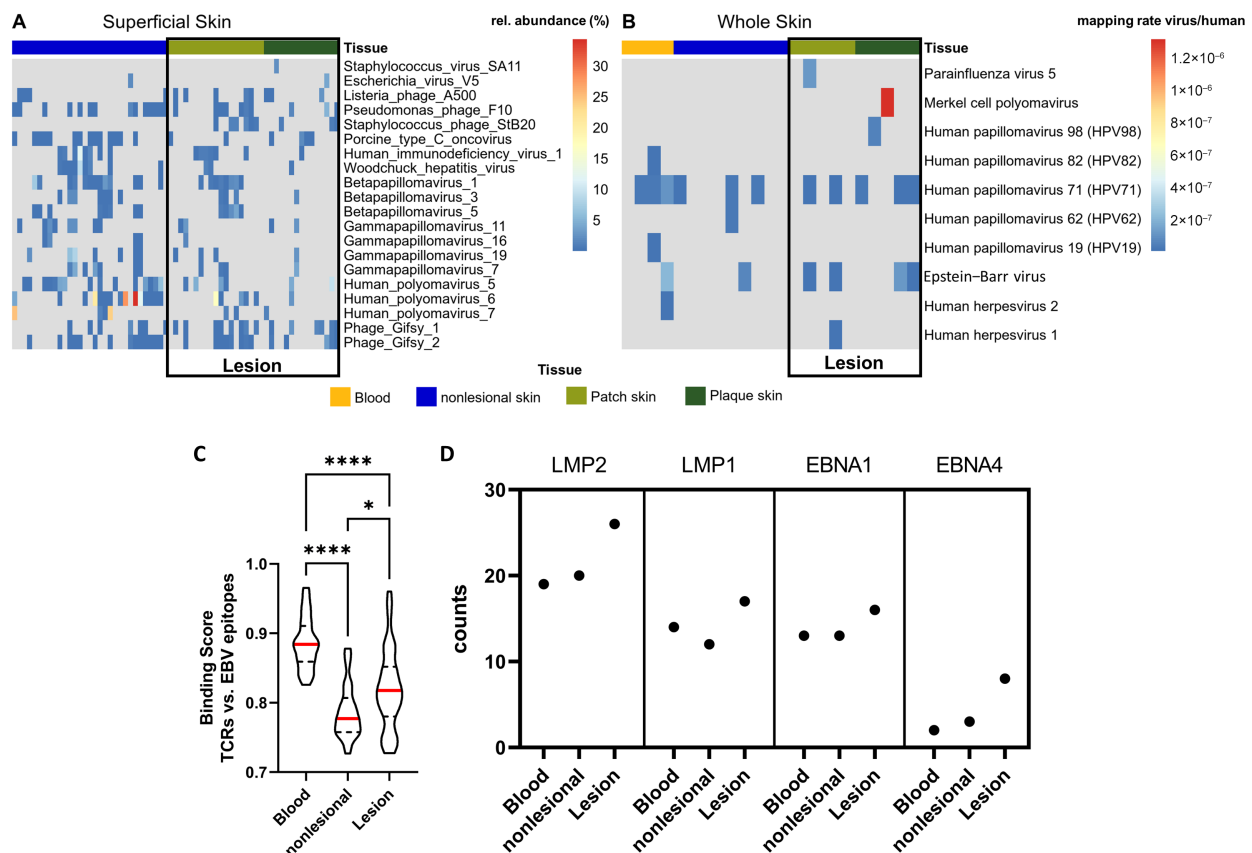 A
Superficial Skin
rel. abundance (%)
Tissue
Staphylococcus_virus_SA11
Escherichia_virus_V5
Listeria_phage_A500
Pseudomonas_phage_F10
Staphylococcus_phage_StB20
Porcine_type_C_oncovirus
Human_immunodeficiency_virus_1
Woodchuck_hepatitis_virus
Betapapillomavirus_1
Betapapillomavirus_3
Betapapillomavirus_5
Gammapapillomavirus_11
Gammapapillomavirus_16
Gammapapillomavirus_19
Gammapapillomavirus_7
Human_polyomavirus_5
Human_polyomavirus_6
Human_polyomavirus_7
Phage_Gifsy_1
Phage_Gifsy_2
30
25
20
15
10
5
Lesion
B
Whole Skin
mapping rate virus/human
Tissue
Parainfluenza virus 5
Merkel cell polyomavirus
Human papillomavirus 98 (HPV98)
Human papillomavirus 82 (HPV82)
Human papillomavirus 71 (HPV71)
Human papillomavirus 62 (HPV62)
Human papillomavirus 19 (HPV19)
Epstein−Barr virus
Human herpesvirus 2
Human herpesvirus 1
1.2×10⁻⁶
1×10⁻⁶
8×10⁻⁷
6×10⁻⁷
4×10⁻⁷
2×10⁻⁷
Lesion
Tissue
Blood
nonlesional skin
Patch skin
Plaque skin
C
****
*
****
Binding Score
TCRs vs. EBV epitopes
1.0
0.9
0.8
0.7
Blood
nonlesional
Lesion
D
LMP2
LMP1
EBNA1
EBNA4
counts
30
20
10
0
Blood
nonlesional
Lesion
Blood
nonlesional
Lesion
Blood
nonlesional
Lesion
Blood
nonlesional
Lesion